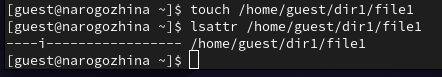 [guest@narogozhina ~]$ touch /home/guest/dir1/file1
[guest@narogozhina ~]$ lsattr /home/guest/dir1/file1
----i----------------- /home/guest/dir1/file1
[guest@narogozhina ~]$